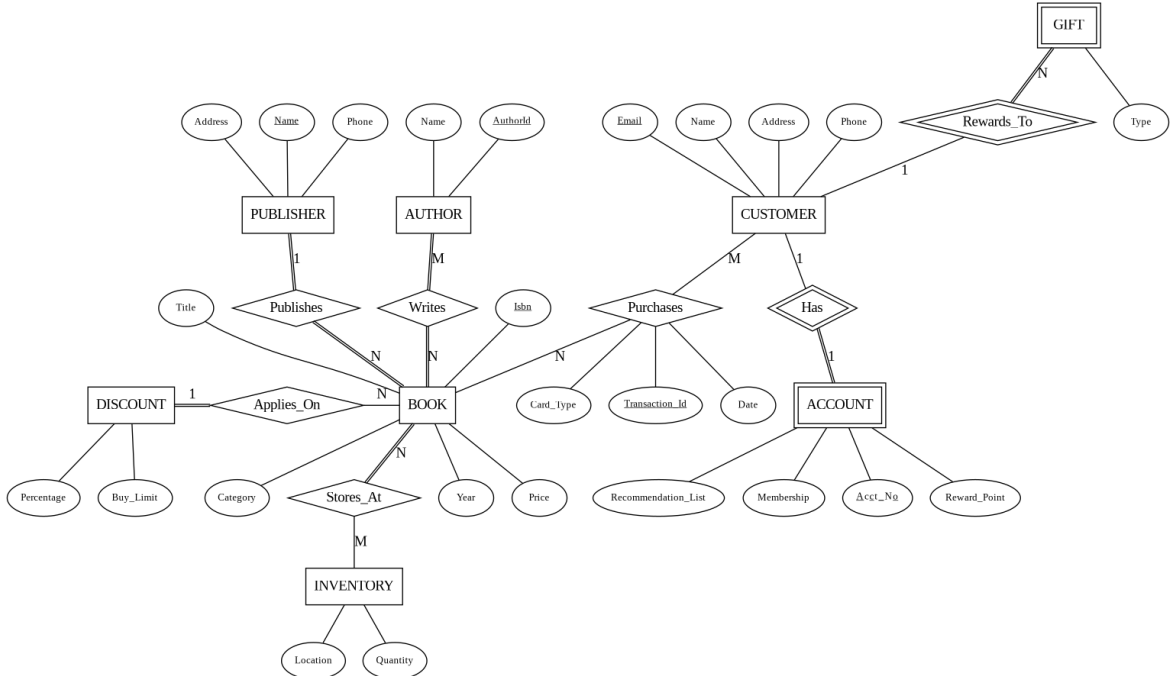 GIFT
N
Address
Name
Phone
Name
AuthorId
Email
Name
Address
Phone
Rewards_To
Type
1
PUBLISHER
AUTHOR
CUSTOMER
1
M
M
1
Title
Publishes
Writes
Isbn
Purchases
Has
N
N
N
1
DISCOUNT
1
Applies_On
N
BOOK
Card_Type
Transaction_Id
Date
ACCOUNT
N
Percentage
Buy_Limit
Category
Stores_At
Year
Price
Recommendation_List
Membership
Acct_No
Reward_Point
M
INVENTORY
Location
Quantity